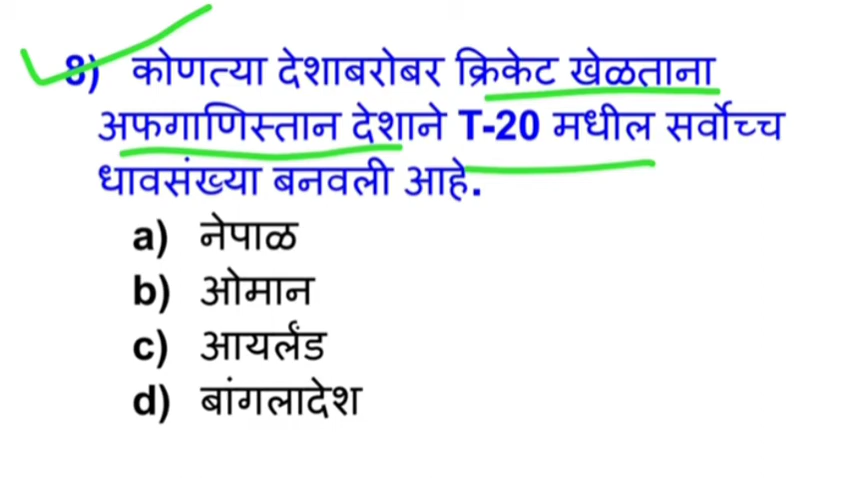 8) कोणत्या देशाबरोबर क्रिकेट खेळताना
अफगाणिस्तान देशाने T-20 मधील सर्वोच्च
धावसंख्या बनवली आहे.
a) नेपाळ
b) ओमान
c) आयर्लंड
d) बांगलादेश